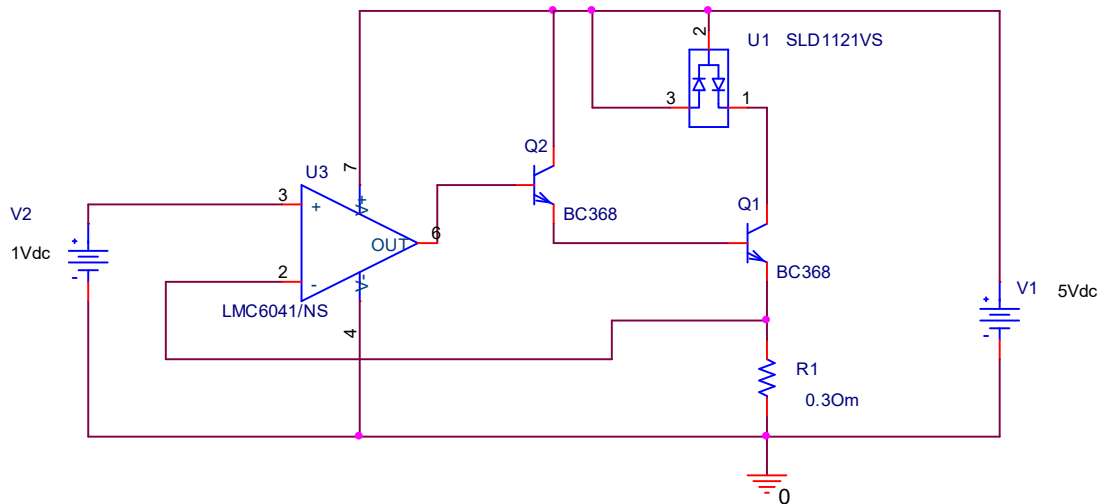 2
U1 SLD1121VS
3
1
Q2
BC368
Q1
BC368
U3
7
V+
3
+
6
OUT
2
-
V-
4
LMC6041/NS
V2
+
1Vdc
-
V1
5Vdc
+
-
R1
0.3Om
0